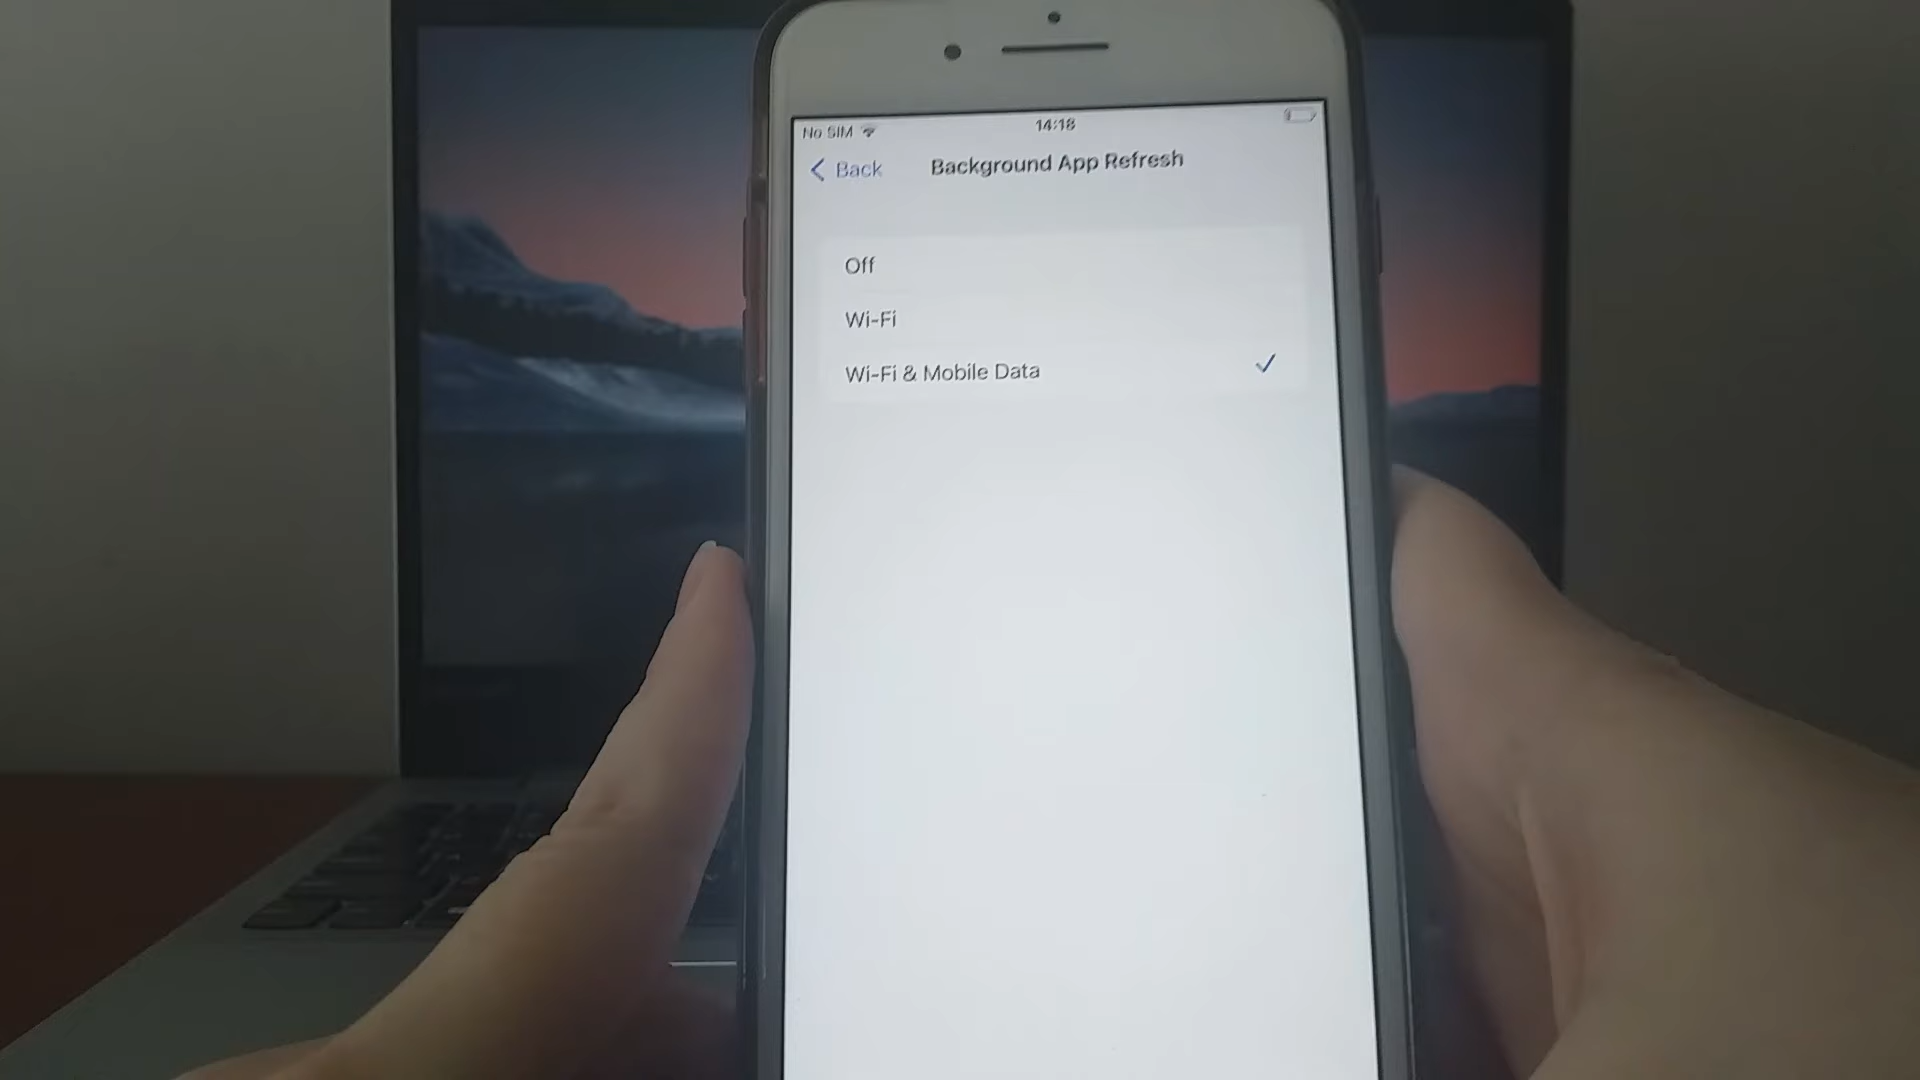 No SIM 14:18
Back Background App Refresh
Off
Wi-Fi
Wi-Fi & Mobile Data